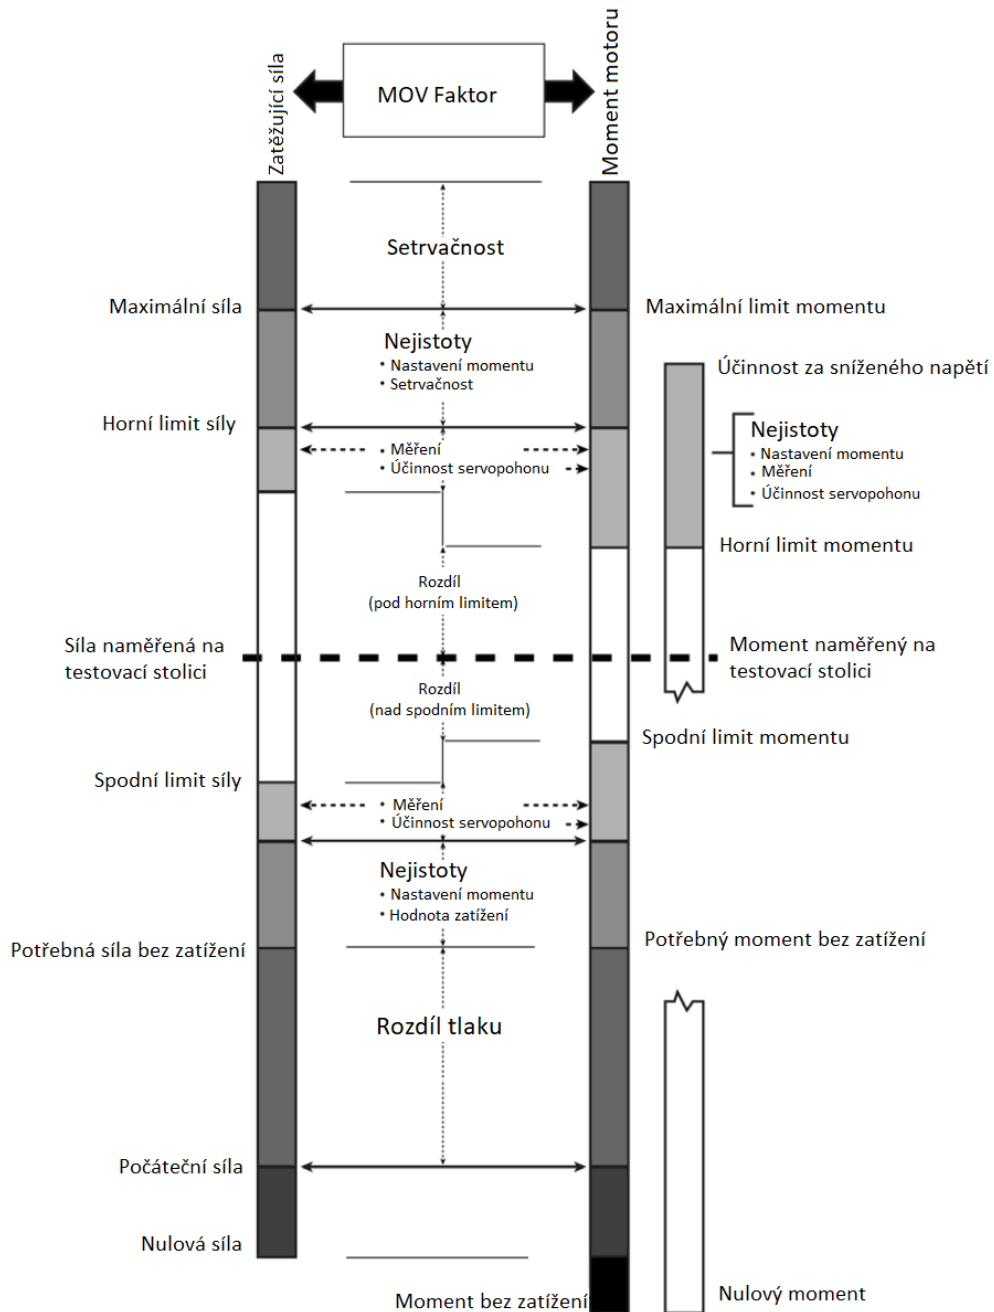 Zatěžující síla
MOV Faktor
Moment motoru
Setrvačnost
Maximální síla
Maximální limit momentu
Nejistoty
• Nastavení momentu
• Setrvačnost
Účinnost za sníženého napětí
Horní limit síly
• Měření
• Účinnost servopohonu
Nejistoty
• Nastavení momentu
• Měření
• Účinnost servopohonu
Horní limit momentu
Rozdíl
(pod horním limitem)
Síla naměřená na
testovací stolici
Moment naměřený na
testovací stolici
Rozdíl
(nad spodním limitem)
Spodní limit momentu
Spodní limit síly
• Měření
• Účinnost servopohonu
Nejistoty
• Nastavení momentu
• Hodnota zatížení
Potřebná síla bez zatížení
Potřebný moment bez zatížení
Rozdíl tlaku
Počáteční síla
Nulová síla
Moment bez zatížení
Nulový moment